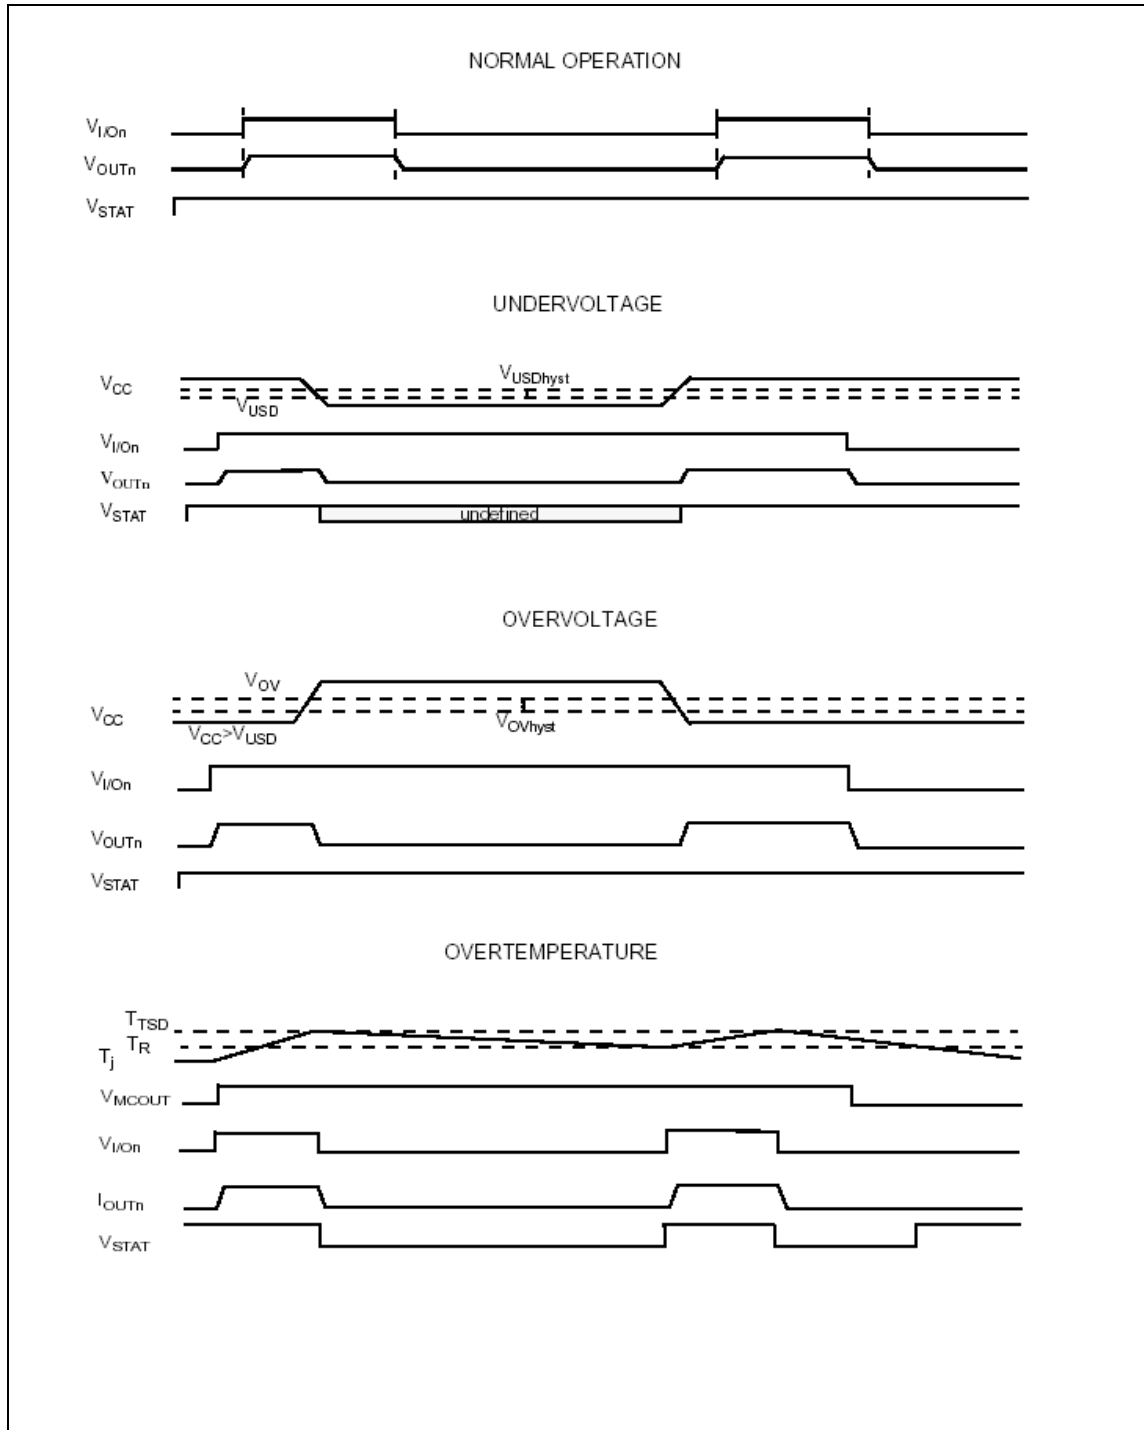 NORMAL OPERATION
VI/On
VOUTn
VSTAT
UNDERVOLTAGE
VCC
VUSDhyst
VUSD
VI/On
VOUTn
VSTAT
undefined
OVERVOLTAGE
VOV
VCC
VCC>VUSD
VOVhyst
VI/On
VOUTn
VSTAT
OVERTEMPERATURE
TTSD
TR
Tj
VMCOUT
VI/On
IOUTn
VSTAT